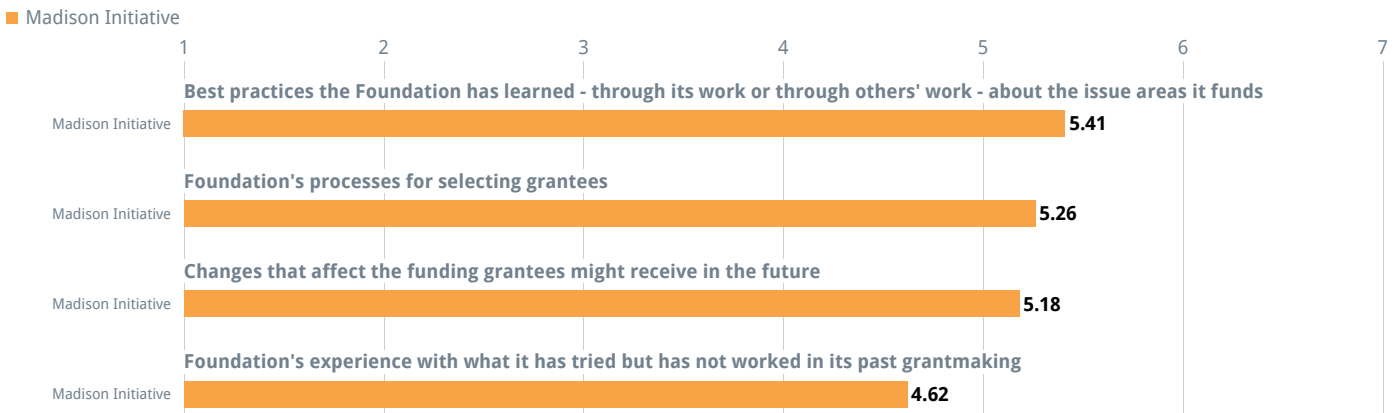 Madison Initiative
1 2 3 4 5 6 7
Best practices the Foundation has learned - through its work or through others' work - about the issue areas it funds
Madison Initiative 5.41
Foundation's processes for selecting grantees
Madison Initiative 5.26
Changes that affect the funding grantees might receive in the future
Madison Initiative 5.18
Foundation's experience with what it has tried but has not worked in its past grantmaking
Madison Initiative 4.62